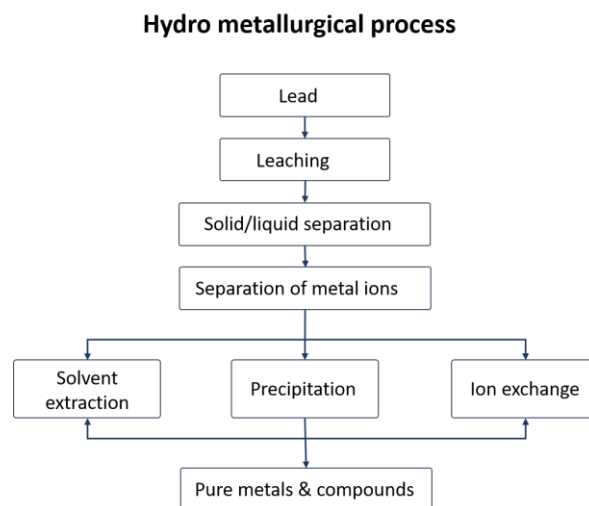 Hydro metallurgical process
Lead
Leaching
Solid/liquid separation
Separation of metal ions
Solvent
extraction
Precipitation
Ion exchange
Pure metals & compounds